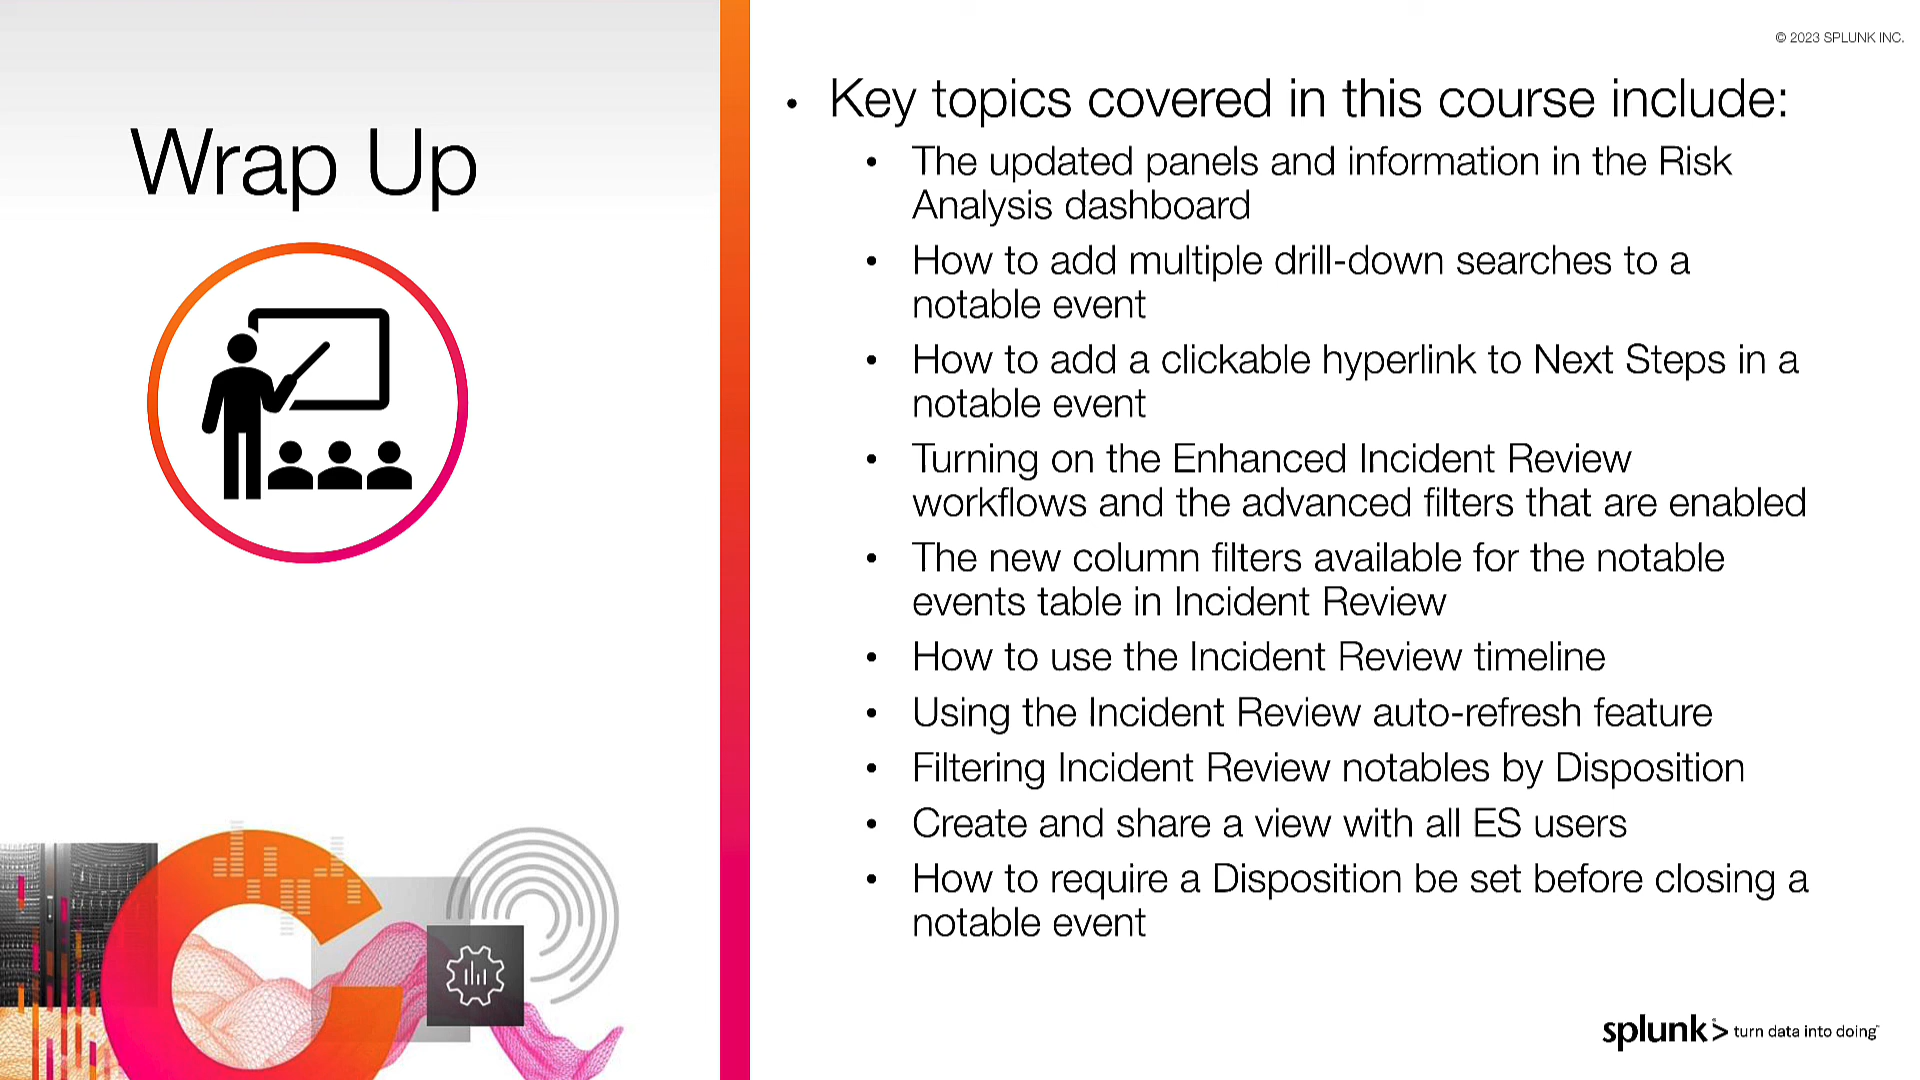 © 2023 SPLUNK INC.
Wrap Up
• Key topics covered in this course include:
• The updated panels and information in the Risk
Analysis dashboard
• How to add multiple drill-down searches to a
notable event
• How to add a clickable hyperlink to Next Steps in a
notable event
• Turning on the Enhanced Incident Review
workflows and the advanced filters that are enabled
• The new column filters available for the notable
events table in Incident Review
• How to use the Incident Review timeline
• Using the Incident Review auto-refresh feature
• Filtering Incident Review notables by Disposition
• Create and share a view with all ES users
• How to require a Disposition be set before closing a
notable event
splunk> turn data into doing™